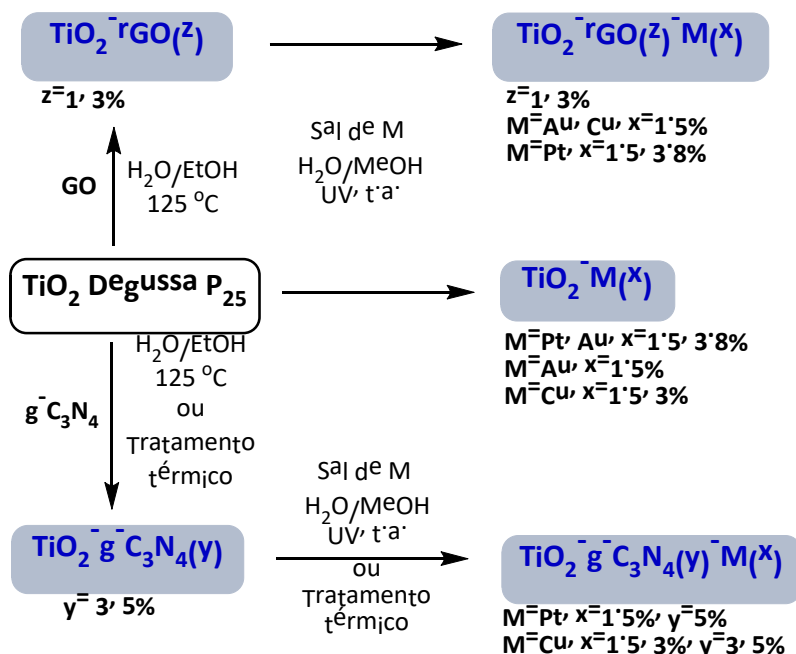 TiO2-rGO(z)
z=1, 3%
TiO2-rGO(z)-M(x)
z=1, 3%
M=Au, Cu, x=1.5%
M=Pt, x=1.5, 3.8%
GO
H2O/EtOH
125 ºC
Sal de M
H2O/MeOH
UV, t.a.
TiO2 Degussa P25
TiO2-M(x)
M=Pt, Au, x=1.5, 3.8%
M=Au, x=1.5%
M=Cu, x=1.5, 3%
g-C3N4
H2O/EtOH
125 ºC
ou
Tratamento
térmico
Sal de M
H2O/MeOH
UV, t.a.
ou
Tratamento
térmico
TiO2-g-C3N4(y)
y= 3, 5%
TiO2-g-C3N4(y)-M(x)
M=Pt, x=1.5%, y=5%
M=Cu, x=1.5, 3%, y=3, 5%